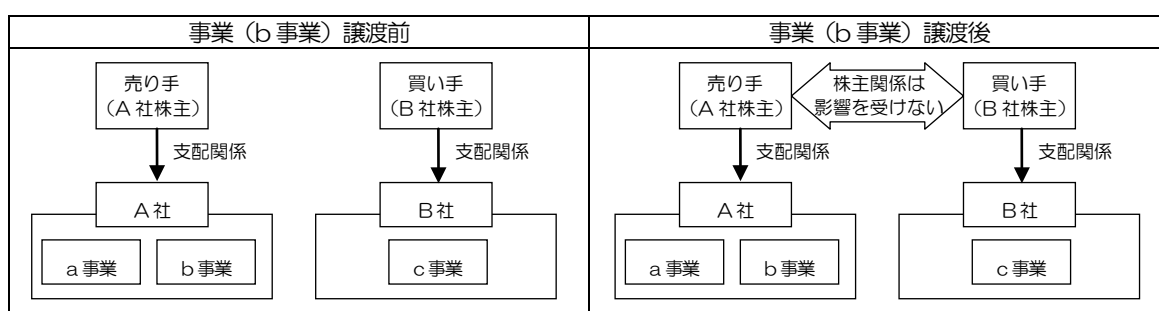 事業（b事業）譲渡前
売り手
（A社株主）
買い手
（B社株主）
支配関係
支配関係
A社
B社
a事業
b事業
c事業
事業（b事業）譲渡後
売り手
（A社株主）
株主関係は
影響を受けない
買い手
（B社株主）
支配関係
支配関係
A社
B社
a事業
b事業
c事業